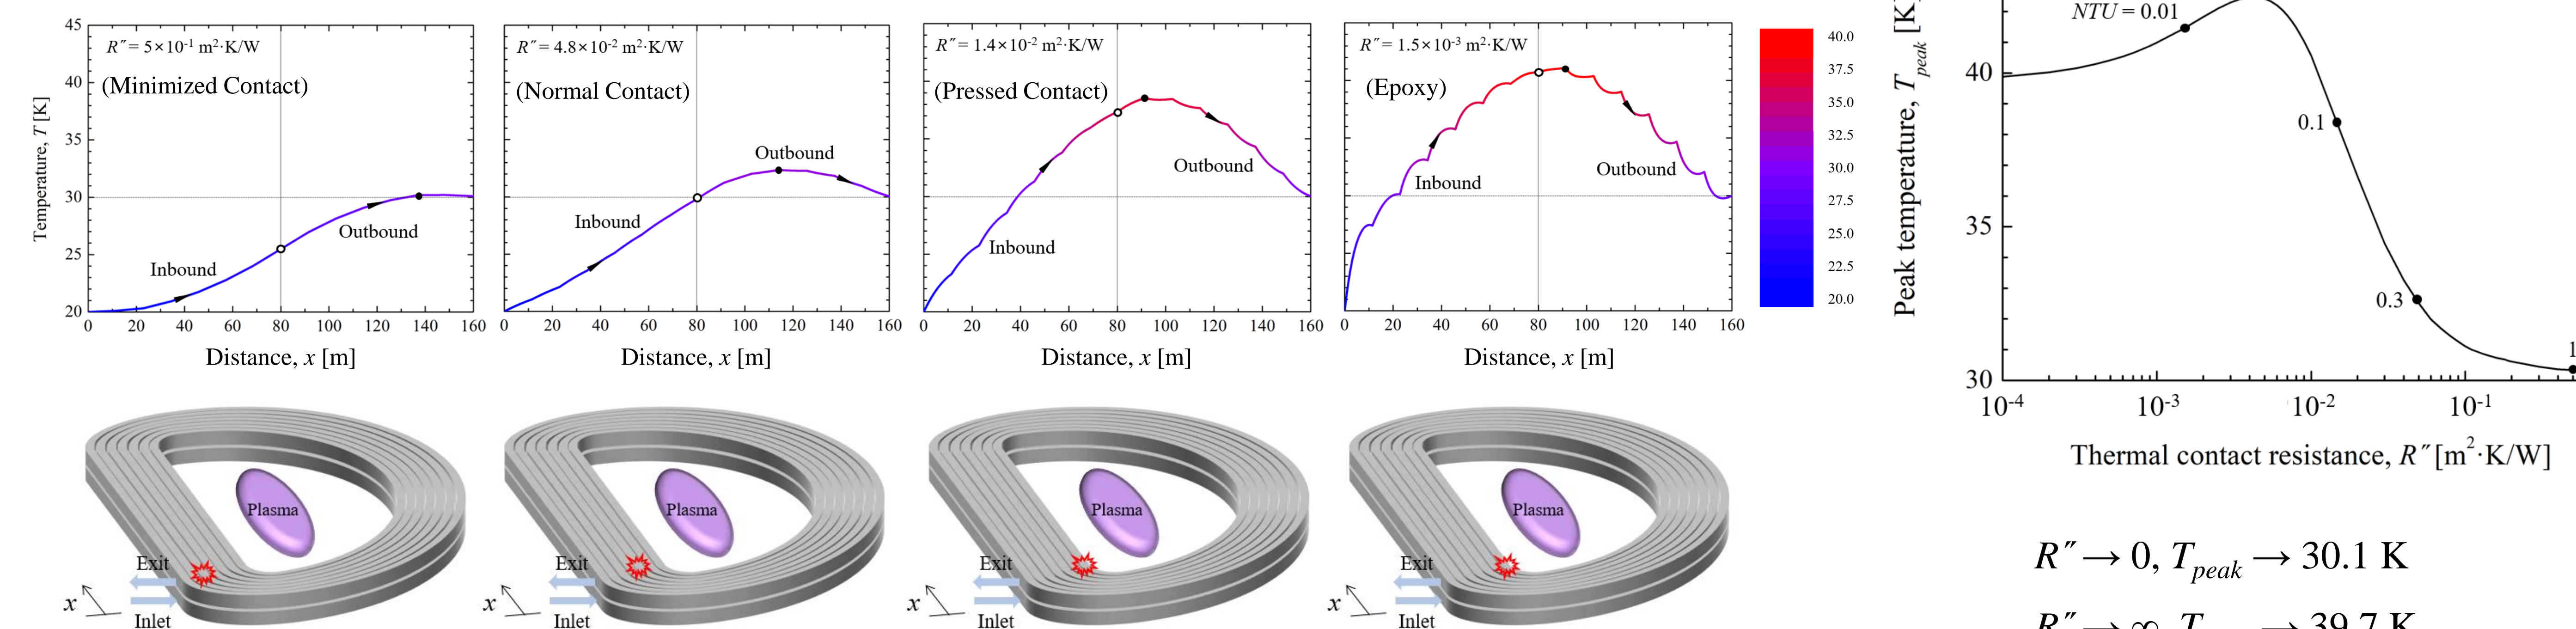 45
40
35
30
25
20
Temperature, T [K]
R″= 5×10-1 m2·K/W
(Minimized Contact)
Inbound
Outbound
0 20 40 60 80 100 120 140 160
Distance, x [m]
R″= 4.8×10-2 m2·K/W
(Normal Contact)
Inbound
Outbound
0 20 40 60 80 100 120 140 160
Distance, x [m]
R″= 1.4×10-2 m2·K/W
(Pressed Contact)
Inbound
Outbound
0 20 40 60 80 100 120 140 160
Distance, x [m]
R″= 1.5×10-3 m2·K/W
(Epoxy)
Inbound
Outbound
0 20 40 60 80 100 120 140 160
Distance, x [m]
40.0
37.5
35.0
32.5
30.0
27.5
25.0
22.5
20.0
Peak temperature, Tpeak [K]
40
35
30
NTU = 0.01
0.1
0.3
1
10-4 10-3 10-2 10-1
Thermal contact resistance, R″[m2·K/W]
Plasma
Exit
x
Inlet
Plasma
Exit
x
Inlet
Plasma
Exit
x
Inlet
Plasma
Exit
x
Inlet
R″→ 0, Tpeak → 30.1 K
R″→ ∞, T → 39.7 K